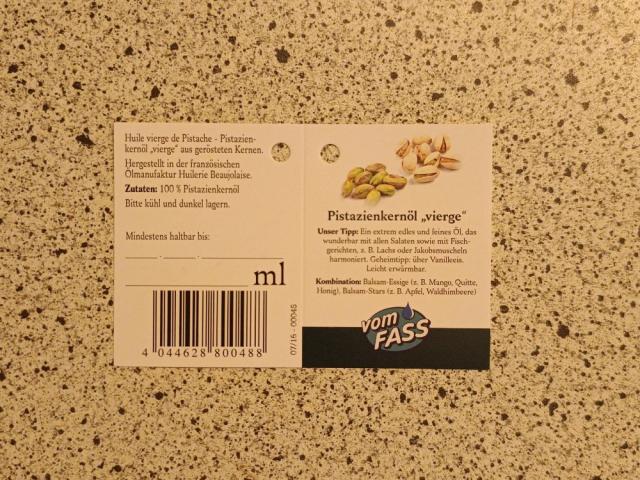 Huile vierge de Pistache - Pistazien-
kernöl „vierge" aus gerösteten Kernen.
Hergestellt in der französischen
Ölmanufaktur Huilerie Beaujolaise.
Zutaten: 100 % Pistazienkernöl
Bitte kühl und dunkel lagern.
Mindestens haltbar bis:
ml
4 044628 800488
07/16 - 00045
Pistazienkernöl „vierge"
Unser Tipp: Ein extrem edles und feines Öl, das
wunderbar mit allen Salaten sowie mit Fisch-
gerichten, z. B. Lachs oder Jakobsmuscheln
harmoniert. Geheimtipp: über Vanilleeis.
Leicht erwärmbar.
Kombination: Balsam-Essige (z. B. Mango, Quitte,
Honig), Balsam-Stars (z. B. Apfel, Waldhimbeere)
vom
FASS